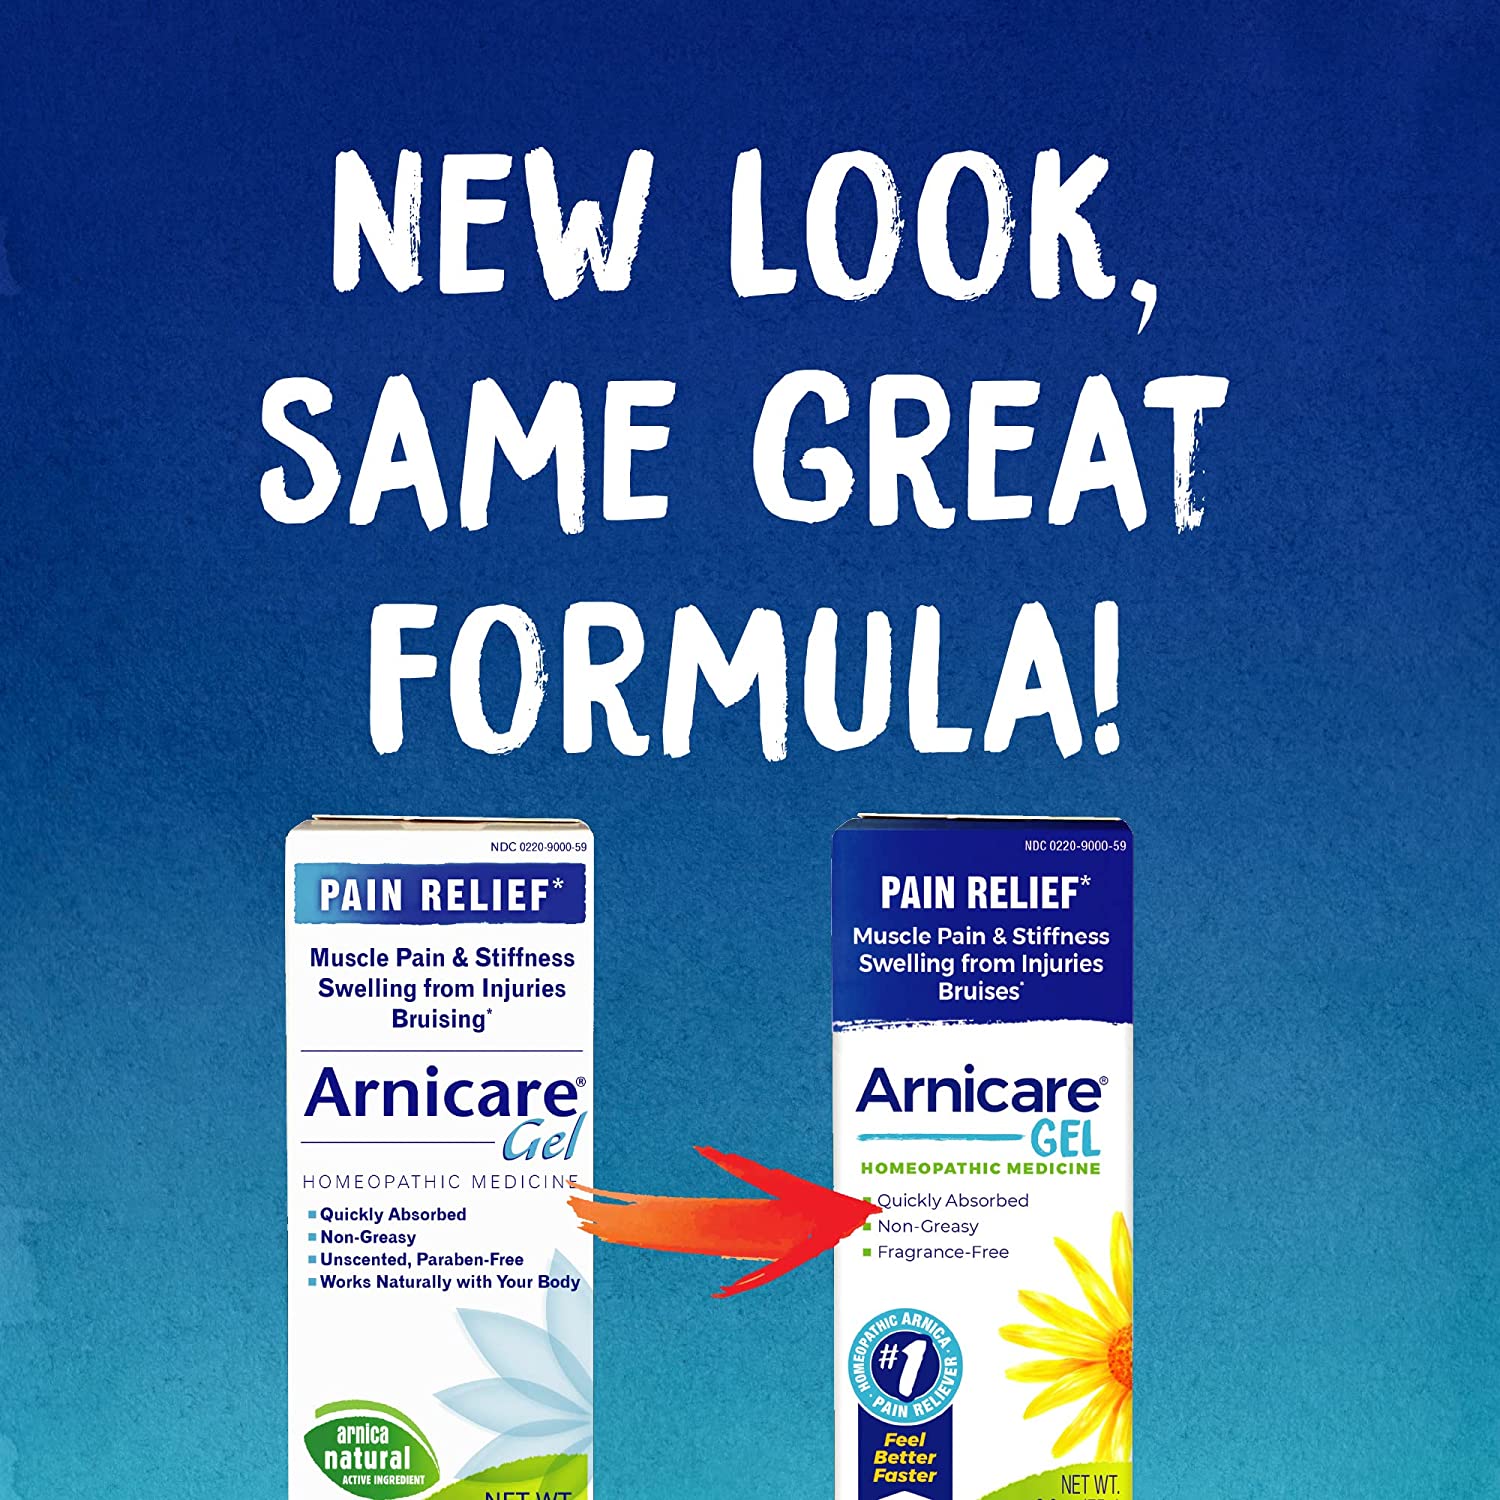 NEW LOOK,
SAME GREAT
FORMULA!
NDC 0220-9000-59
PAIN RELIEF*
Muscle Pain & Stiffness
Swelling from Injuries
Bruising*
Arnicare®
Gel
HOMEOPATHIC MEDICINE
Quickly Absorbed
Non-Greasy
Unscented, Paraben-Free
Works Naturally with Your Body
arnica
natural
ACTIVE INGREDIENT
NET WT.
NDC 0220-9000-59
PAIN RELIEF*
Muscle Pain & Stiffness
Swelling from Injuries
Bruises*
Arnicare®
GEL
HOMEOPATHIC MEDICINE
Quickly Absorbed
Non-Greasy
Fragrance-Free
HOMEOPATHIC ARNICA
#1
PAIN RELIEVER
Feel
Better
Faster
NET WT.